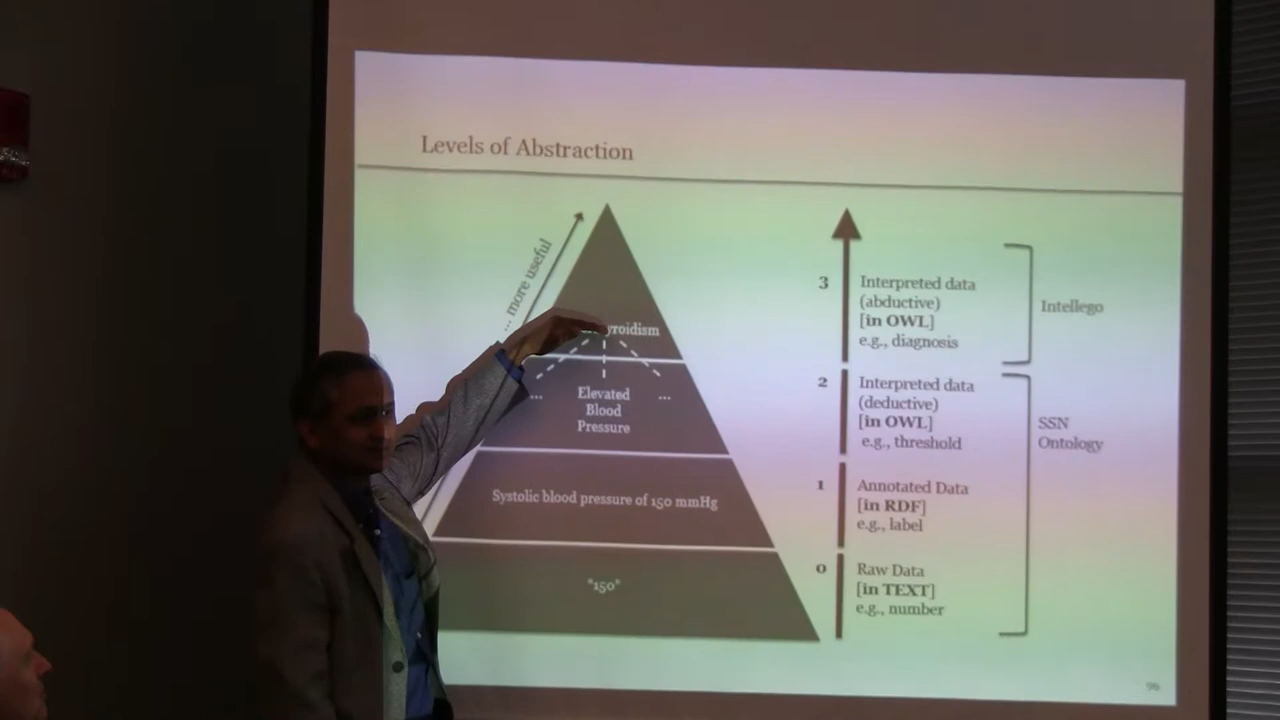 Levels of Abstraction
... more useful
yroidism
... ...
Elevated
Blood
Pressure
Systolic blood pressure of 150 mmHg
"150"
3
Interpreted data
(abductive)
[in OWL]
e.g., diagnosis
Intellego
2
Interpreted data
(deductive)
[in OWL]
e.g., threshold
SSN
Ontology
1
Annotated Data
[in RDF]
e.g., label
0
Raw Data
[in TEXT]
e.g., number
96